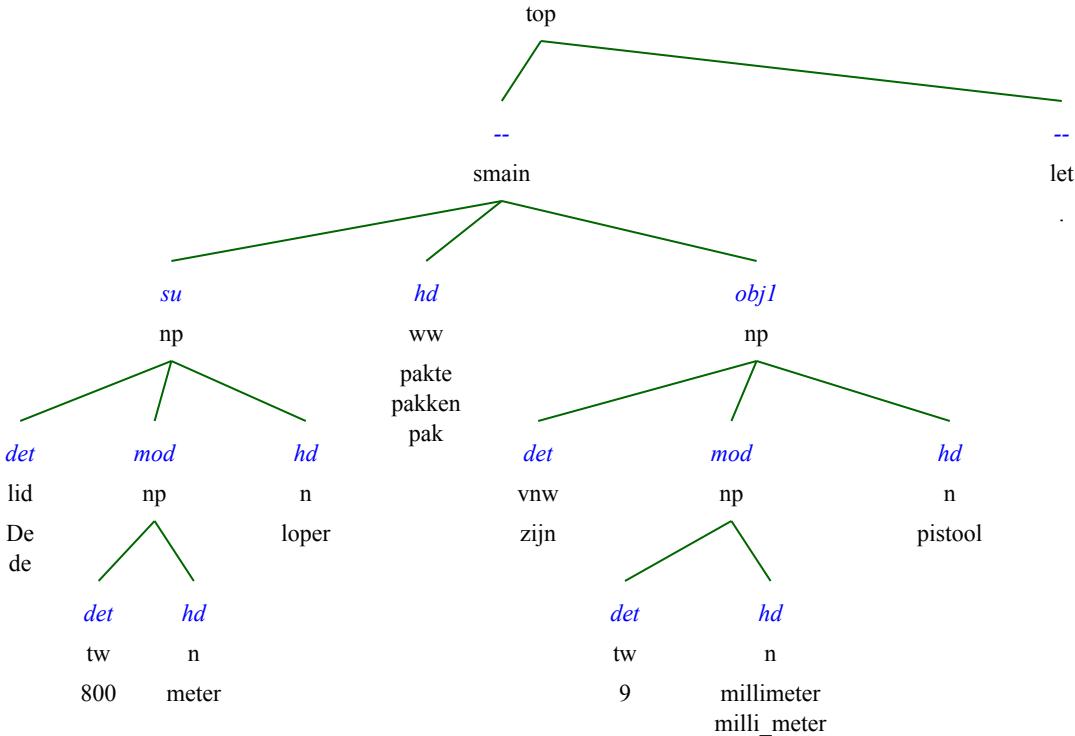 top
-- --
smain let
.
su hd obj1
np ww np
pakte
pakken
pak
det mod hd det mod hd
lid np n vnw np n
De loper zijn pistool
de
det hd det hd
tw n tw n
800 meter 9 millimeter
milli_meter